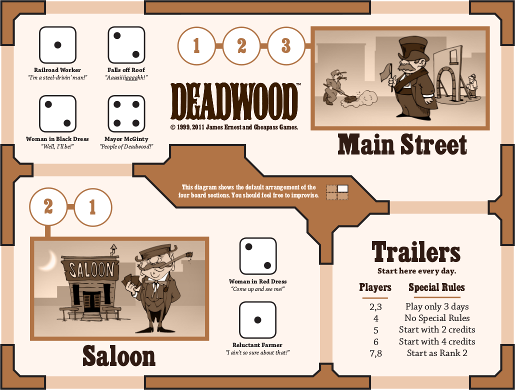 1 2 3
Railroad Worker
"I'm a steel-drivin' man!"
Falls off Roof
"Aaaaiiiiggggghh!"
Woman in Black Dress
"Well, I'll be!"
Mayor McGinty
"People of Deadwood!"
DEADWOOD™
© 1999, 2011 James Ernest and Cheapass Games.
Main Street
This diagram shows the default arrangement of the
four board sections. You should feel free to improvise.
2 1
SALOON
Saloon
Woman in Red Dress
"Come up and see me!"
Reluctant Farmer
"I ain't so sure about that!"
Trailers
Start here every day.
Players Special Rules
2,3 Play only 3 days
4 No Special Rules
5 Start with 2 credits
6 Start with 4 credits
7,8 Start as Rank 2